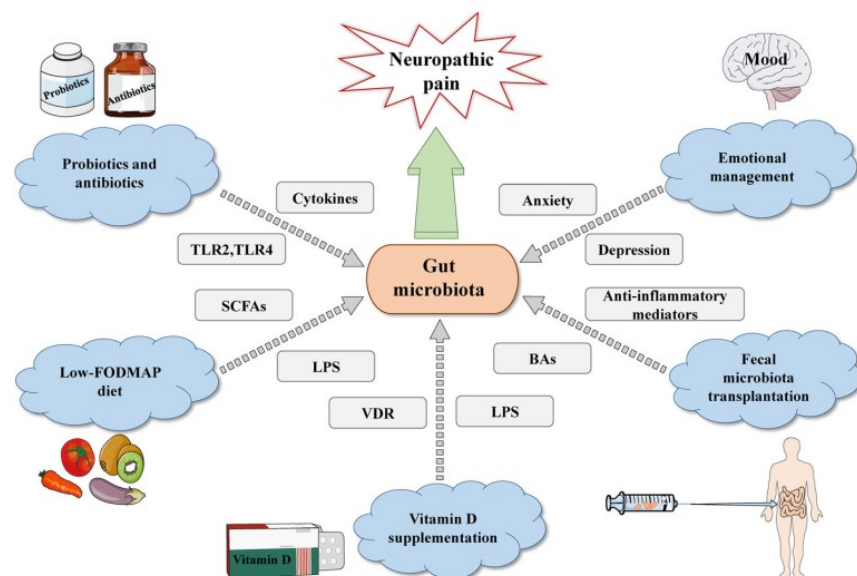 Probiotics
Antibiotics
Neuropathic
pain
Mood
Probiotics and
antibiotics
Emotional
management
Cytokines
Anxiety
TLR2,TLR4
Depression
Gut
microbiota
SCFAs
Anti-inflammatory
mediators
Low-FODMAP
diet
LPS
BAs
Fecal
microbiota
transplantation
VDR
LPS
Vitamin D
supplementation
Vitamin D